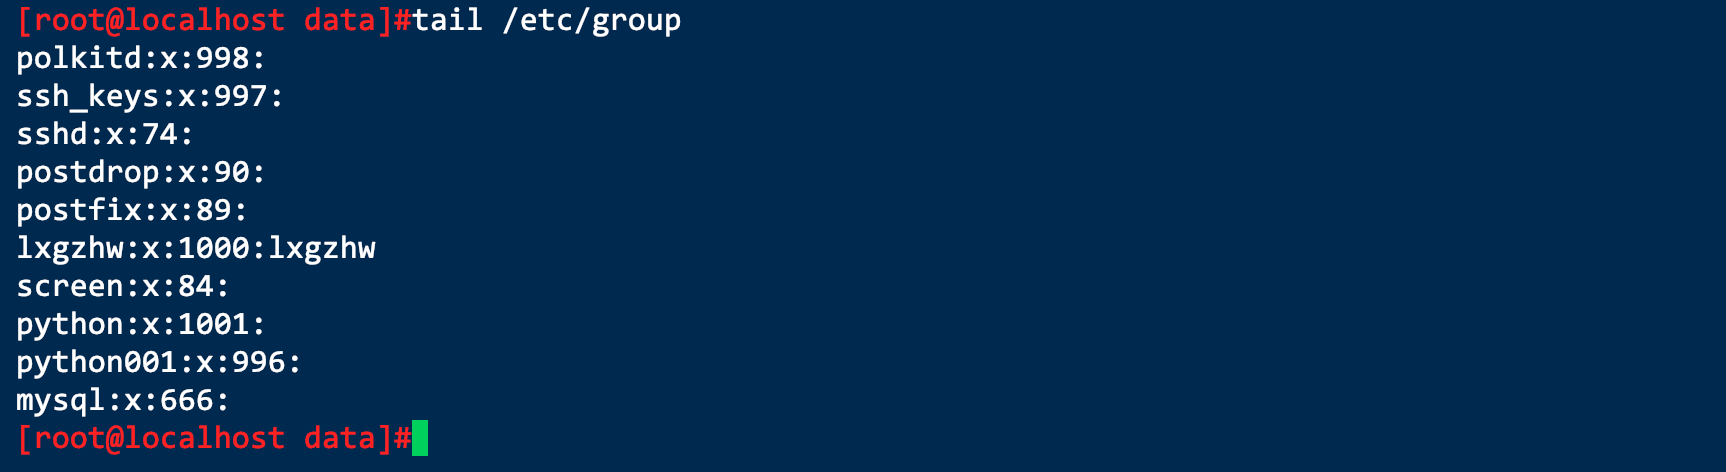 [root@localhost data]#tail /etc/group
polkitd:x:998:
ssh_keys:x:997:
sshd:x:74:
postdrop:x:90:
postfix:x:89:
lxgzhw:x:1000:lxgzhw
screen:x:84:
python:x:1001:
python001:x:996:
mysql:x:666:
[root@localhost data]#